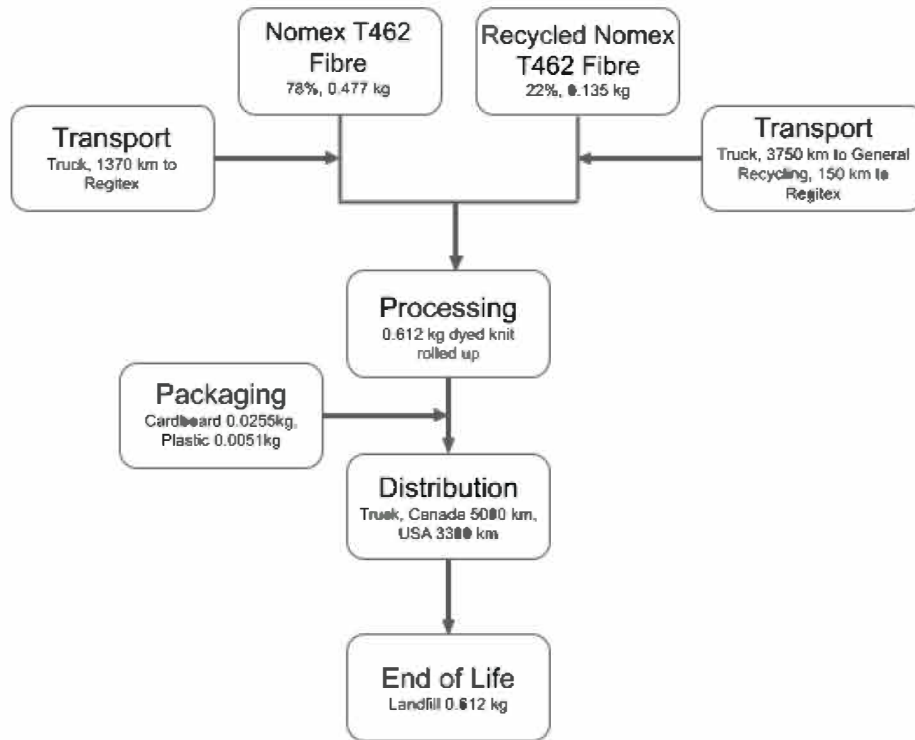 Nomex T462
Fibre
78%, 0.477 kg
Recycled Nomex
T462 Fibre
22%, 0.135 kg
Transport
Truck, 1370 km to
Regitex
Transport
Truck, 3750 km to General
Recycling, 150 km to
Regitex
Processing
0.612 kg dyed knit
rolled up
Packaging
Cardboard 0.0255kg,
Plastic 0.0051kg
Distribution
Truck, Canada 5000 km,
USA 3300 km
End of Life
Landfill 0.612 kg